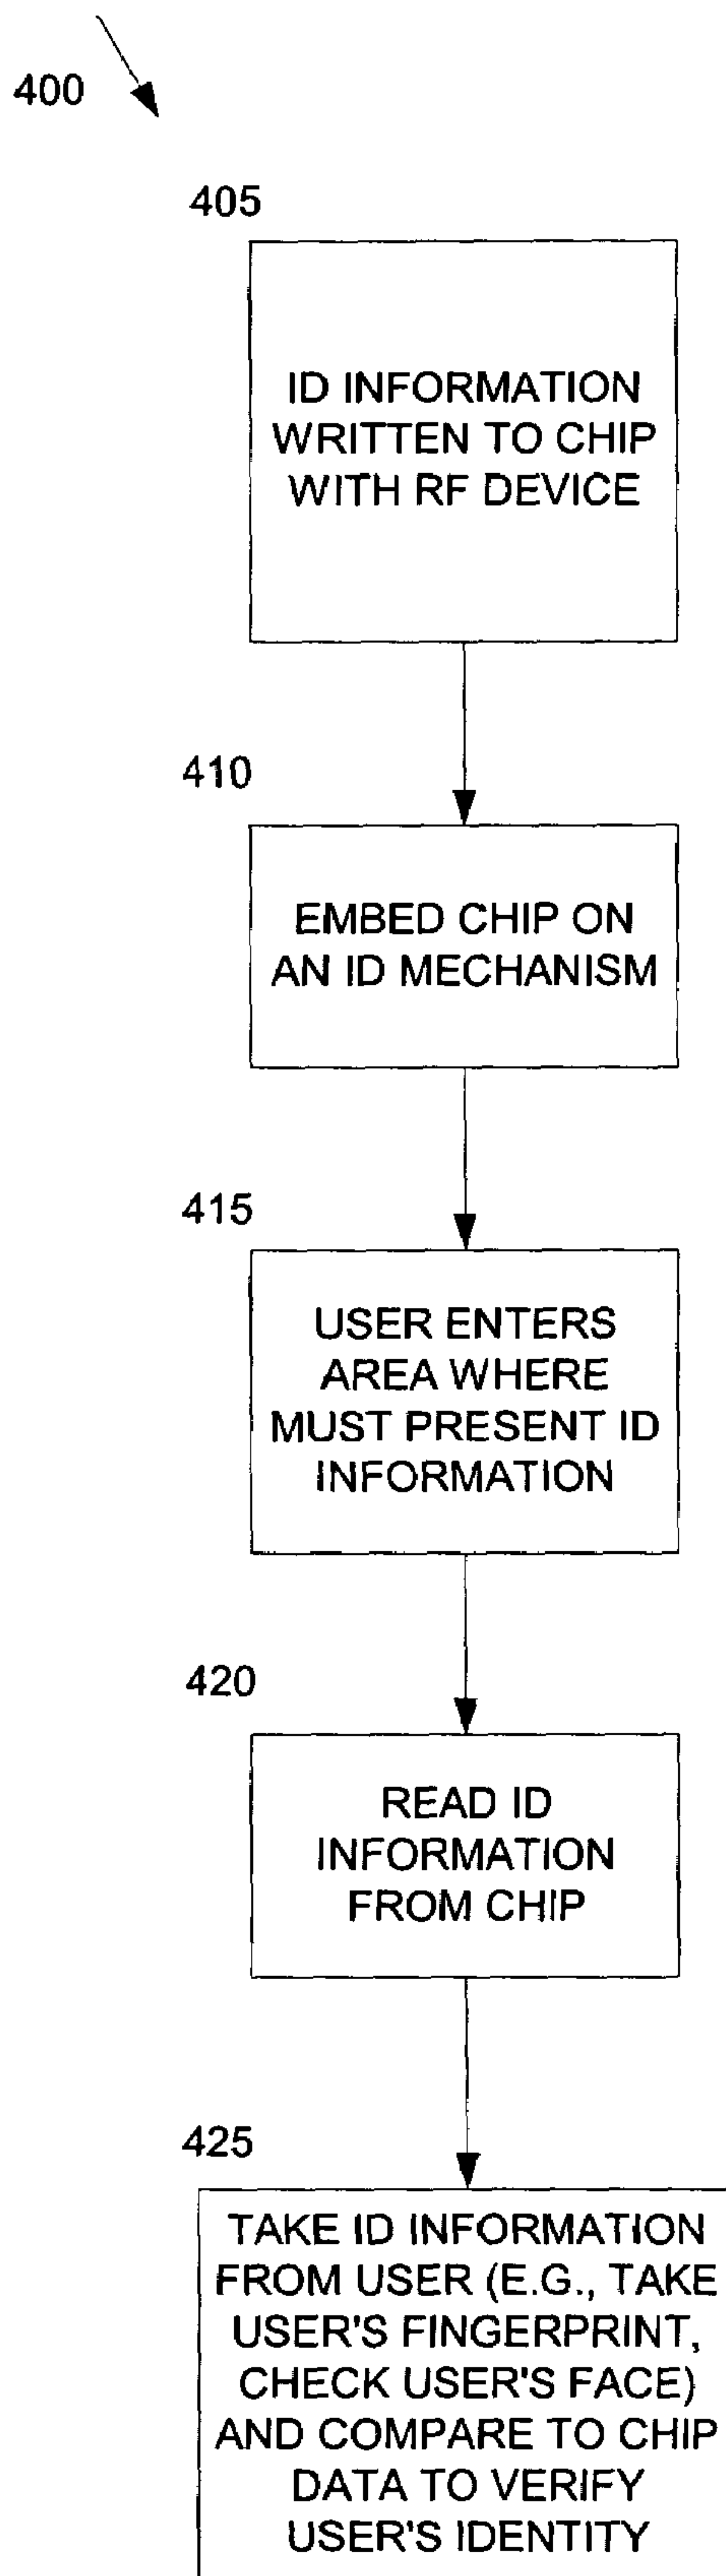 400
405
ID INFORMATION
WRITTEN TO CHIP
WITH RF DEVICE
410
EMBED CHIP ON
AN ID MECHANISM
415
USER ENTERS
AREA WHERE
MUST PRESENT ID
INFORMATION
420
READ ID
INFORMATION
FROM CHIP
425
TAKE ID INFORMATION
FROM USER (E.G., TAKE
USER'S FINGERPRINT,
CHECK USER'S FACE)
AND COMPARE TO CHIP
DATA TO VERIFY
USER'S IDENTITY